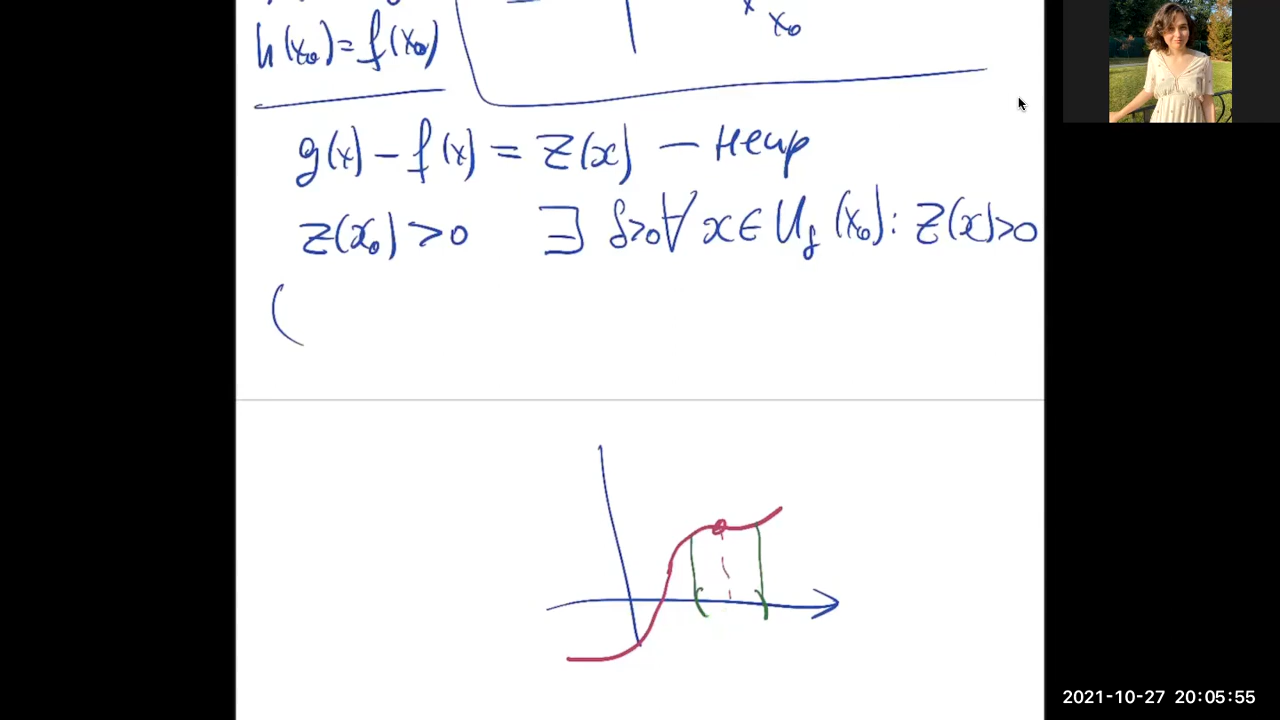 x x₀
h(x₀)=f(x₀)
g(x) – f(x) = z(x) – непр
z(x₀) >0 ∃ δ>0∀ x∈ U_δ (x₀): z(x)>0
(
2021-10-27 20:05:55